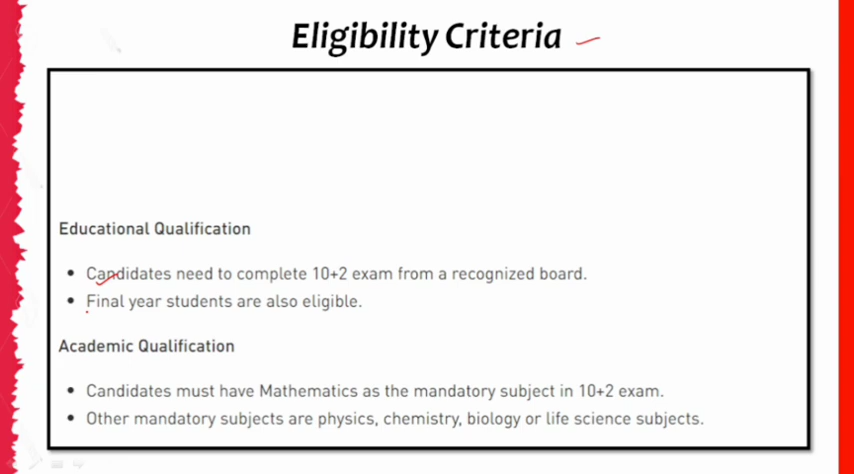 Eligibility Criteria
Educational Qualification
• Candidates need to complete 10+2 exam from a recognized board.
• Final year students are also eligible.
Academic Qualification
• Candidates must have Mathematics as the mandatory subject in 10+2 exam.
• Other mandatory subjects are physics, chemistry, biology or life science subjects.